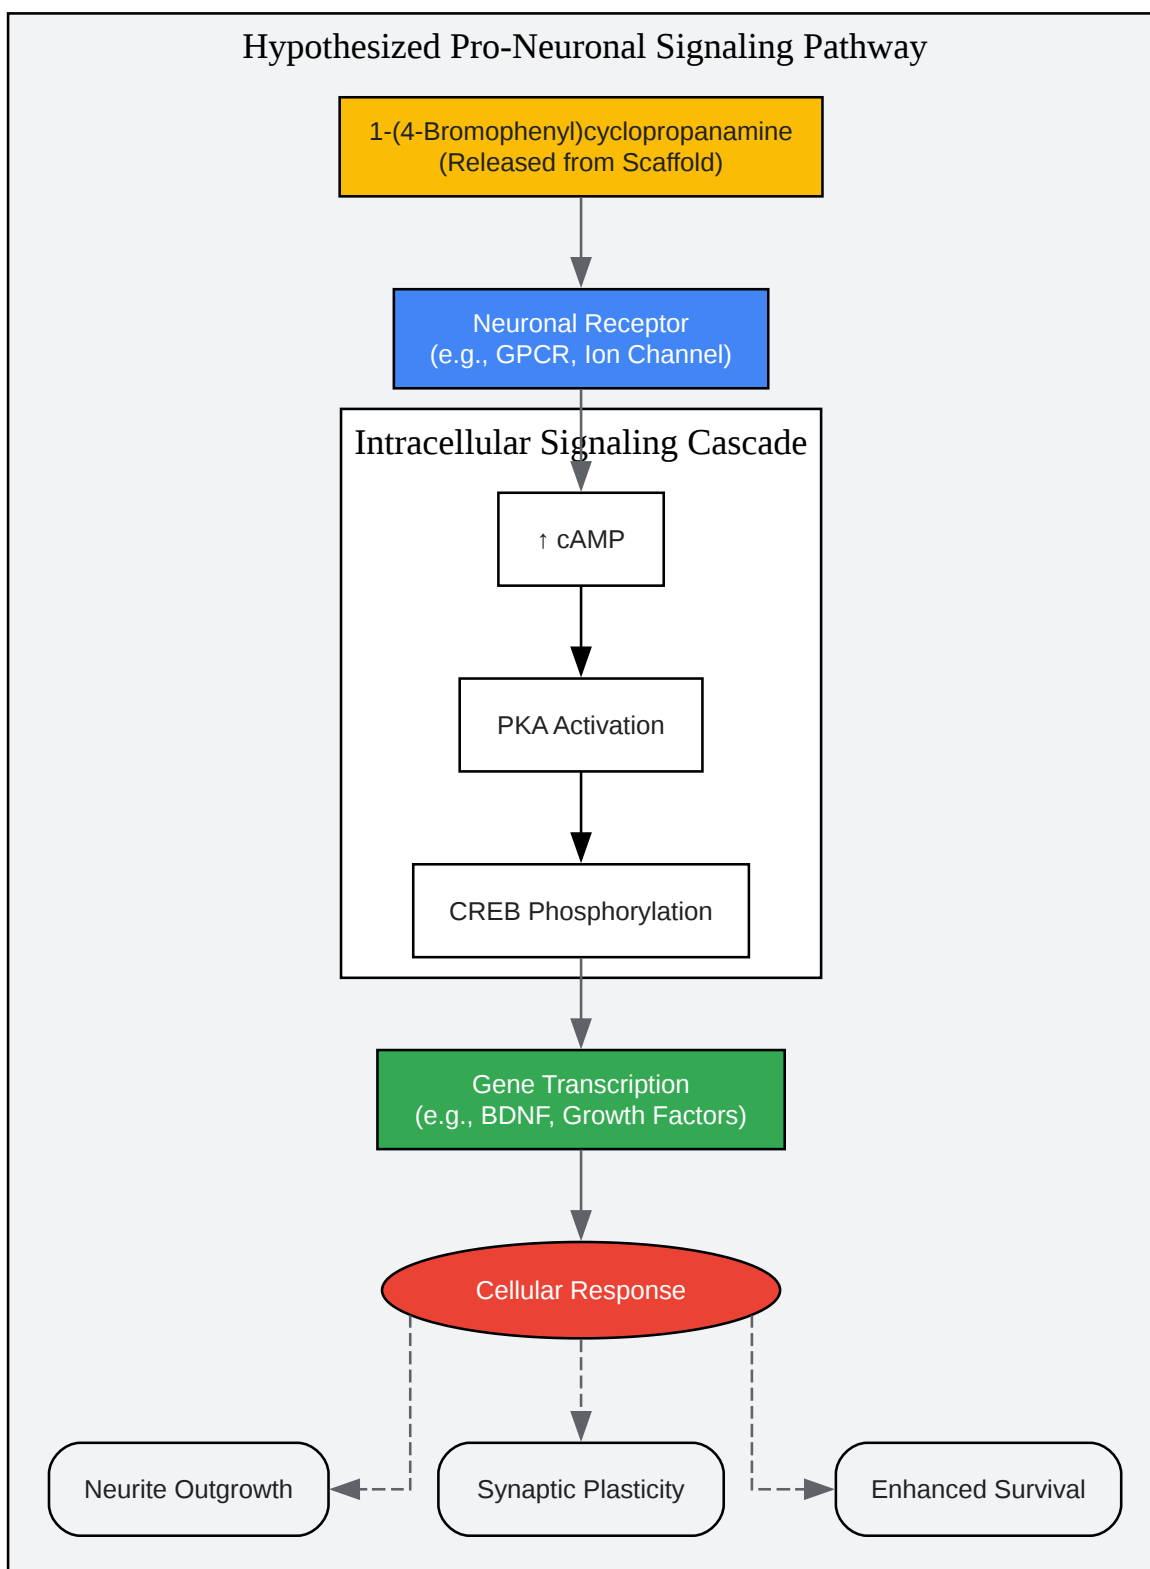 Hypothesized Pro-Neuronal Signaling Pathway
1-(4-Bromophenyl)cyclopropanamine
(Released from Scaffold)
Neuronal Receptor
(e.g., GPCR, Ion Channel)
Intracellular Signaling Cascade
↑ cAMP
PKA Activation
CREB Phosphorylation
Gene Transcription
(e.g., BDNF, Growth Factors)
Cellular Response
Neurite Outgrowth
Synaptic Plasticity
Enhanced Survival